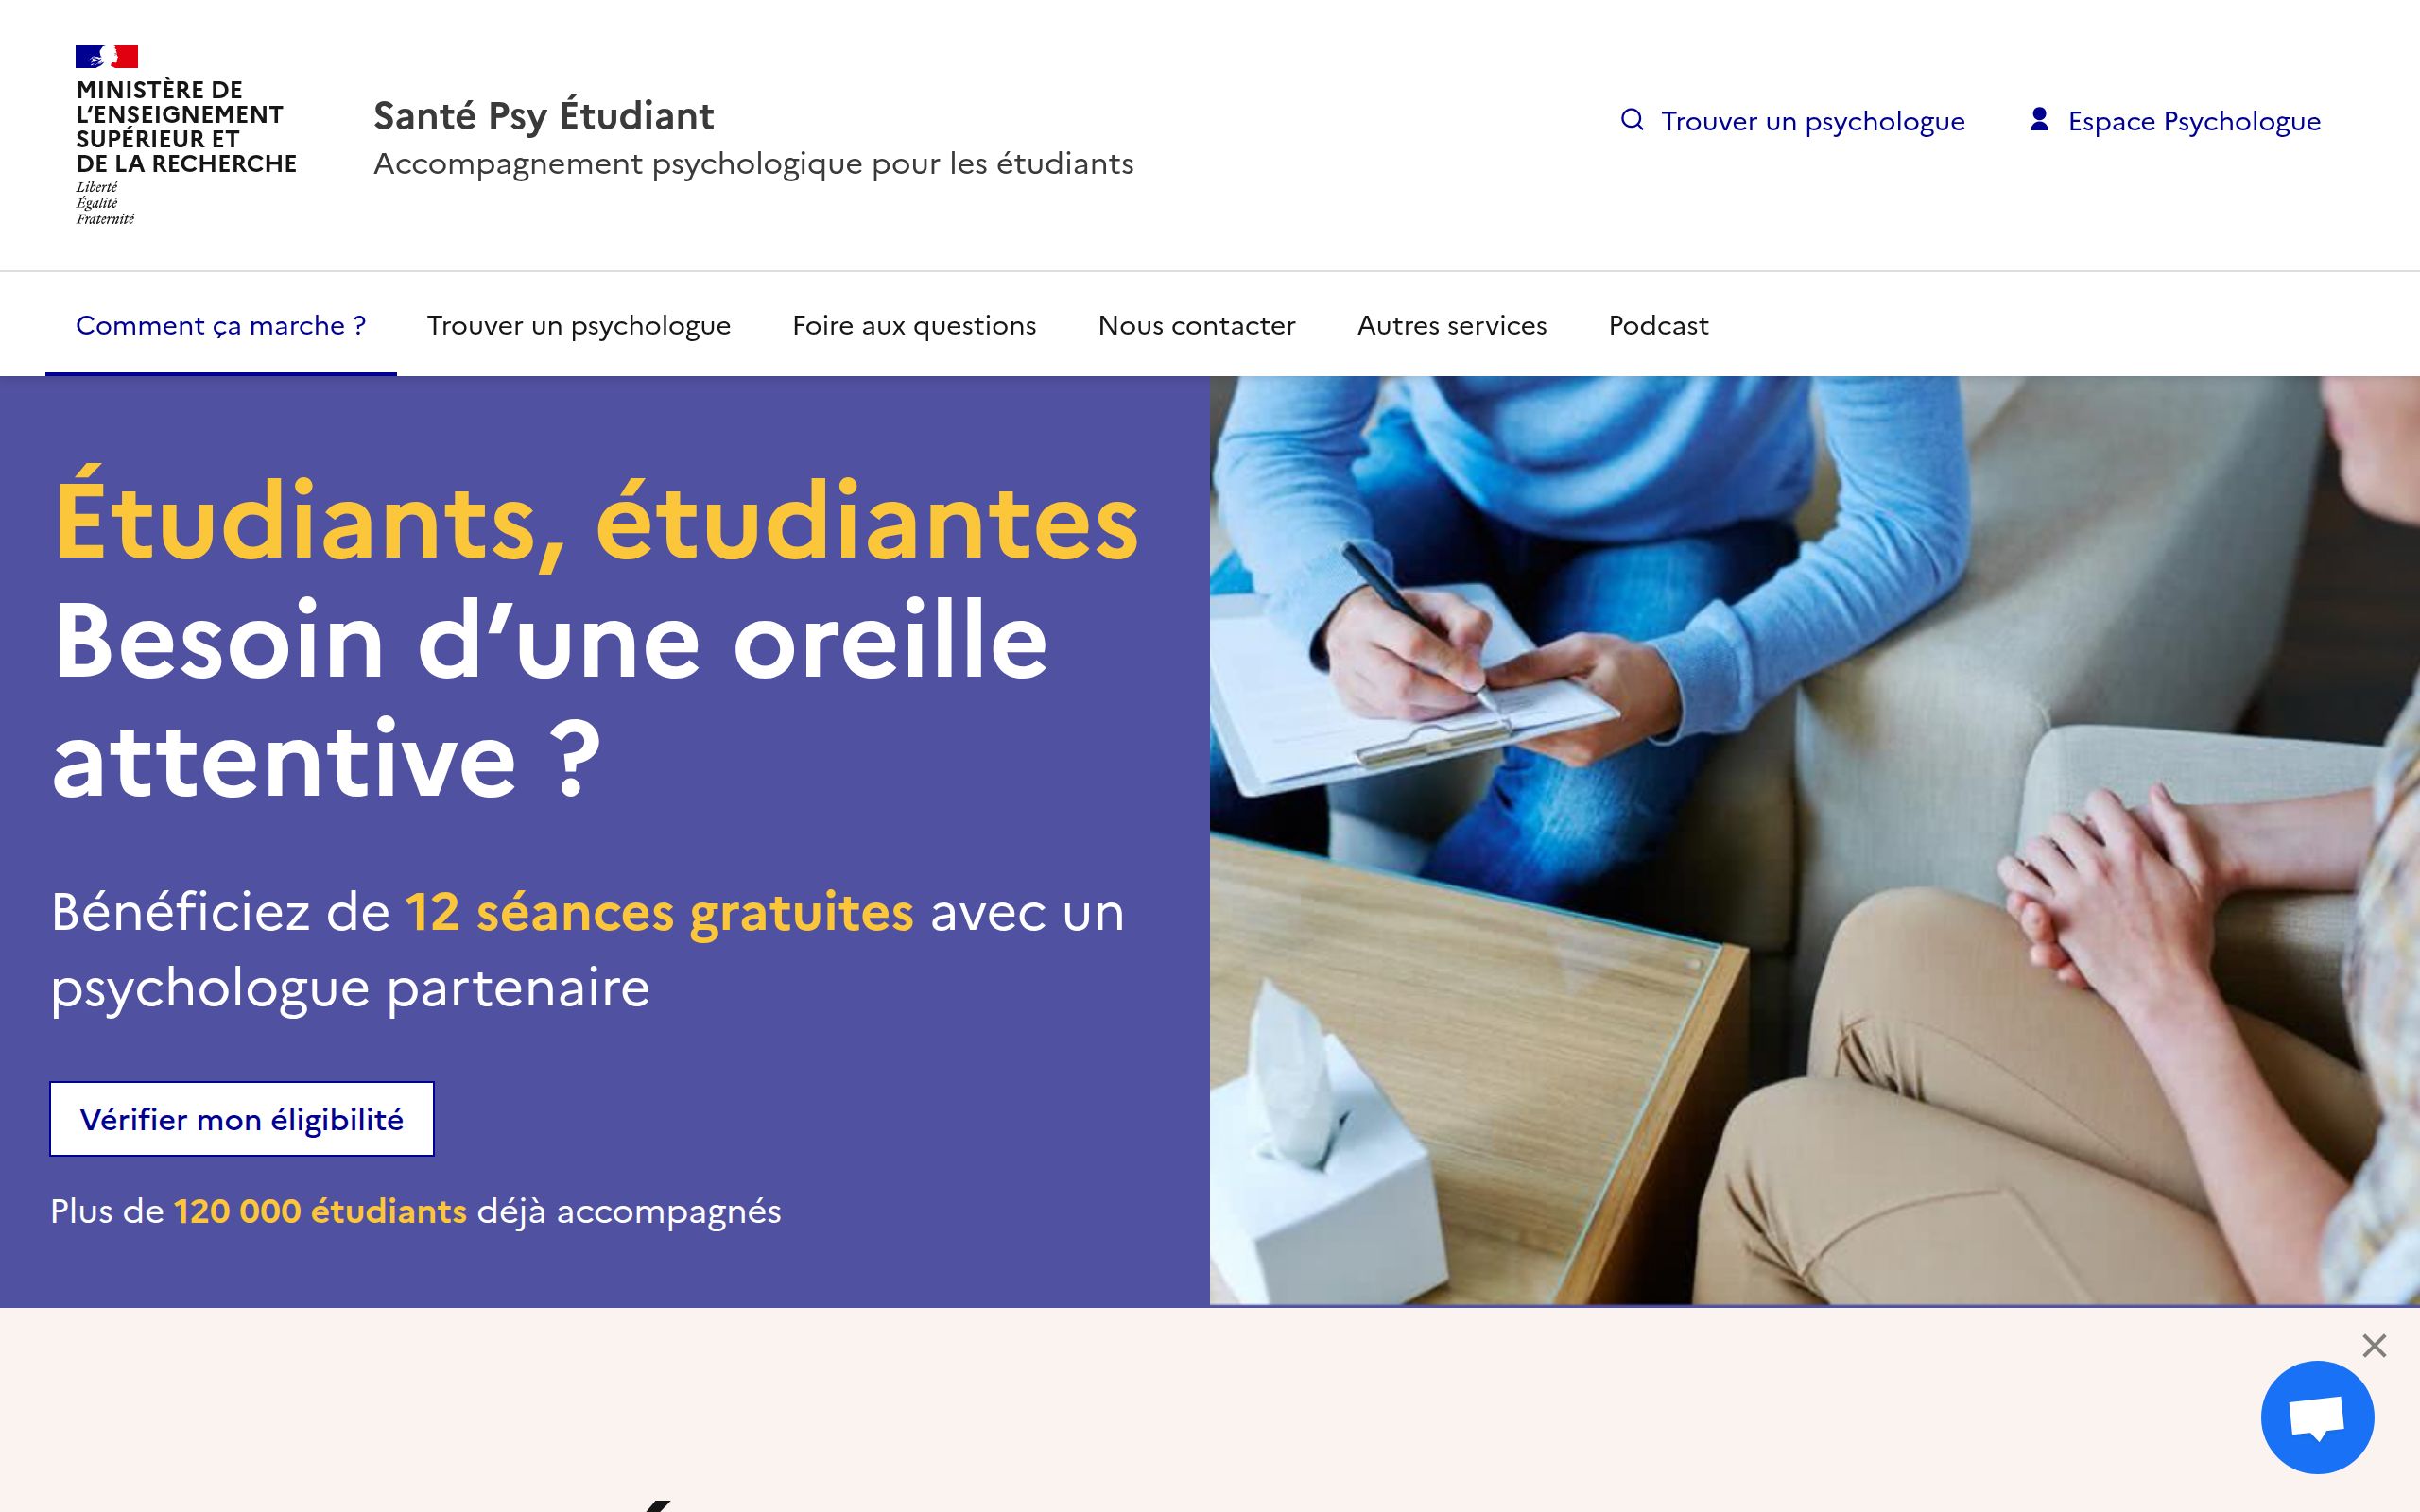 MINISTÈRE DE
L'ENSEIGNEMENT
SUPÉRIEUR ET
DE LA RECHERCHE
Liberté
Égalité
Fraternité
Santé Psy Étudiant
Accompagnement psychologique pour les étudiants
Trouver un psychologue
Espace Psychologue
Comment ça marche ?
Trouver un psychologue
Foire aux questions
Nous contacter
Autres services
Podcast
Étudiants, étudiantes
Besoin d’une oreille
attentive ?
Bénéficiez de 12 séances gratuites avec un
psychologue partenaire
Vérifier mon éligibilité
Plus de 120 000 étudiants déjà accompagnés